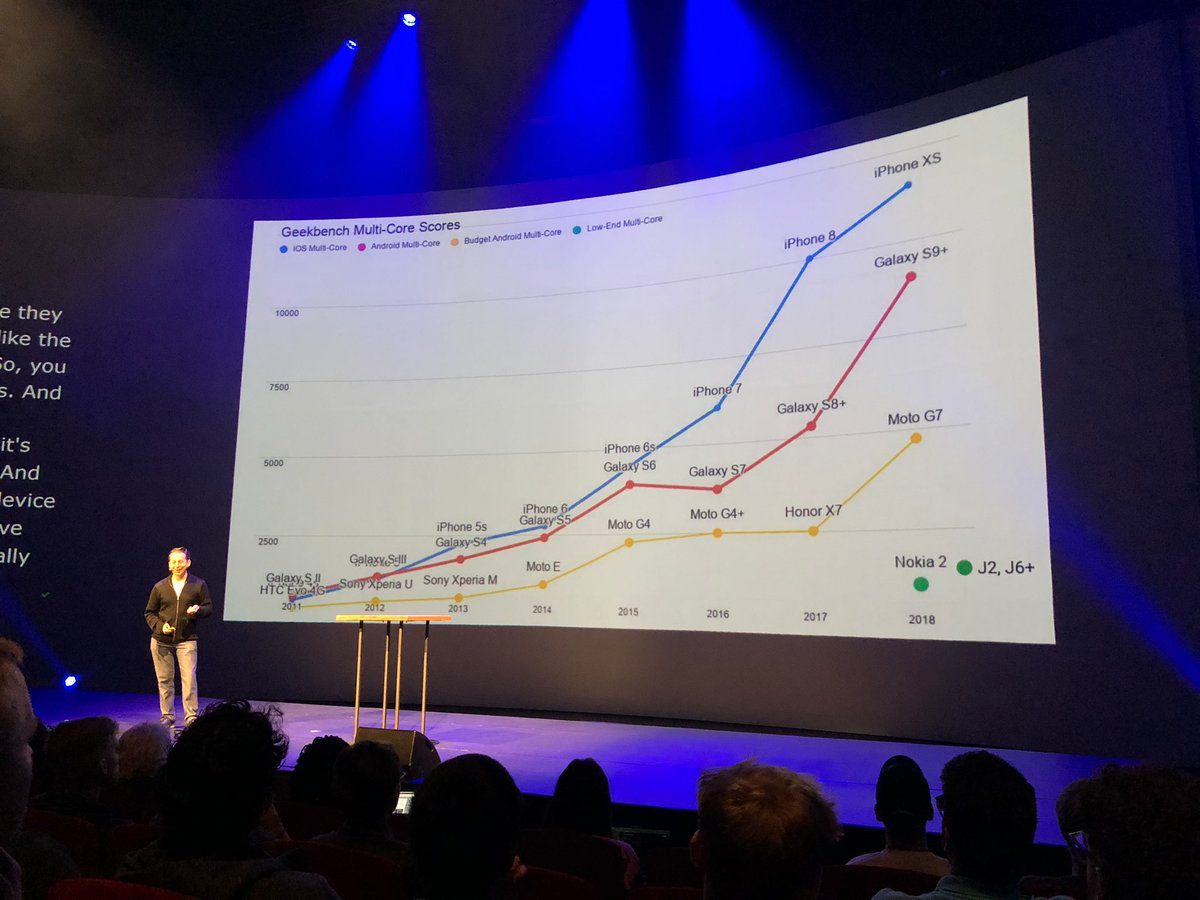 e they
like the
So, you
s. And
it's
And
device
ve
ally
Geekbench Multi-Core Scores
iOS Multi-Core Android Multi-Core Budget Android Multi-Core Low-End Multi-Core
10000
7500
5000
2500
iPhone XS
Galaxy S9+
iPhone 8
iPhone 7
Galaxy S8+
Moto G7
iPhone 6s
Galaxy S6
Galaxy S7
iPhone 6
Galaxy S5
Moto G4
Moto G4+
Honor X7
iPhone 5s
Galaxy S4
Galaxy SIII
Moto E
Nokia 2
J2, J6+
Galaxy S II
HTC Evo 4G
Sony Xperia U
Sony Xperia M
2011 2012 2013 2014 2015 2016 2017 2018